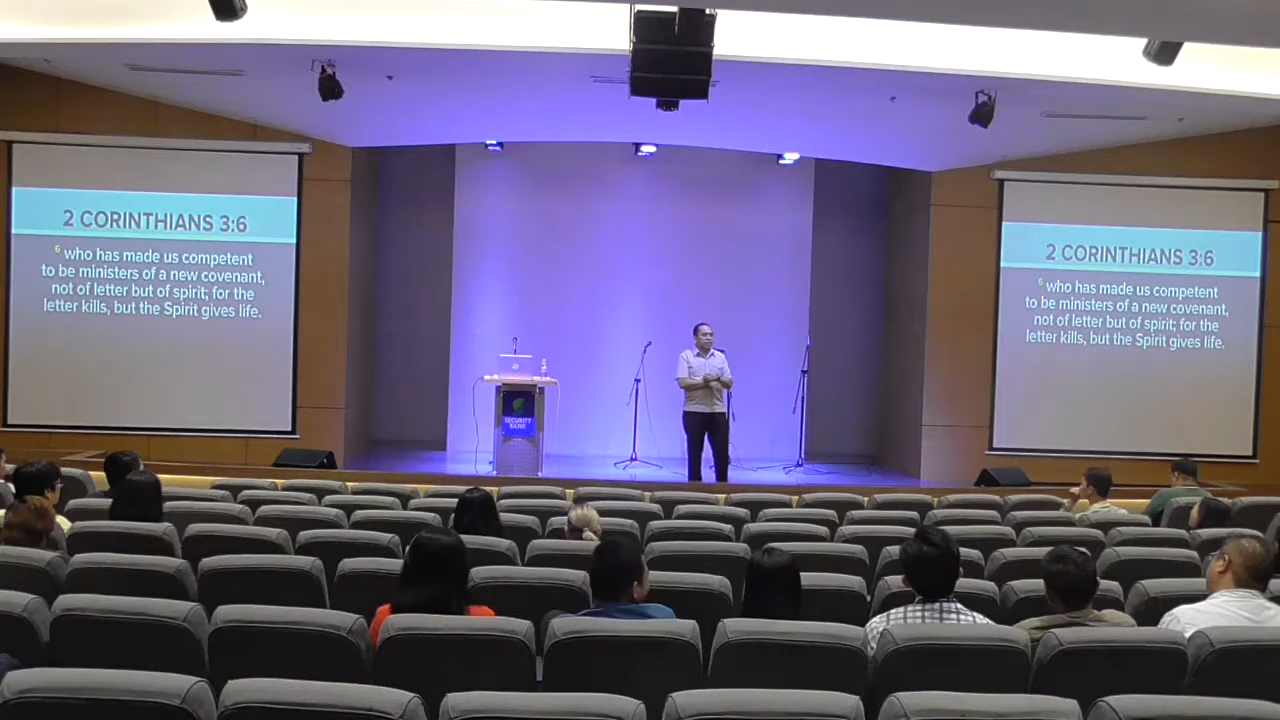 2 CORINTHIANS 3:6
6 who has made us competent
to be ministers of a new covenant,
not of letter but of spirit; for the
letter kills, but the Spirit gives life.
SECURITY
BANK
2 CORINTHIANS 3:6
6 who has made us competent
to be ministers of a new covenant,
not of letter but of spirit; for the
letter kills, but the Spirit gives life.